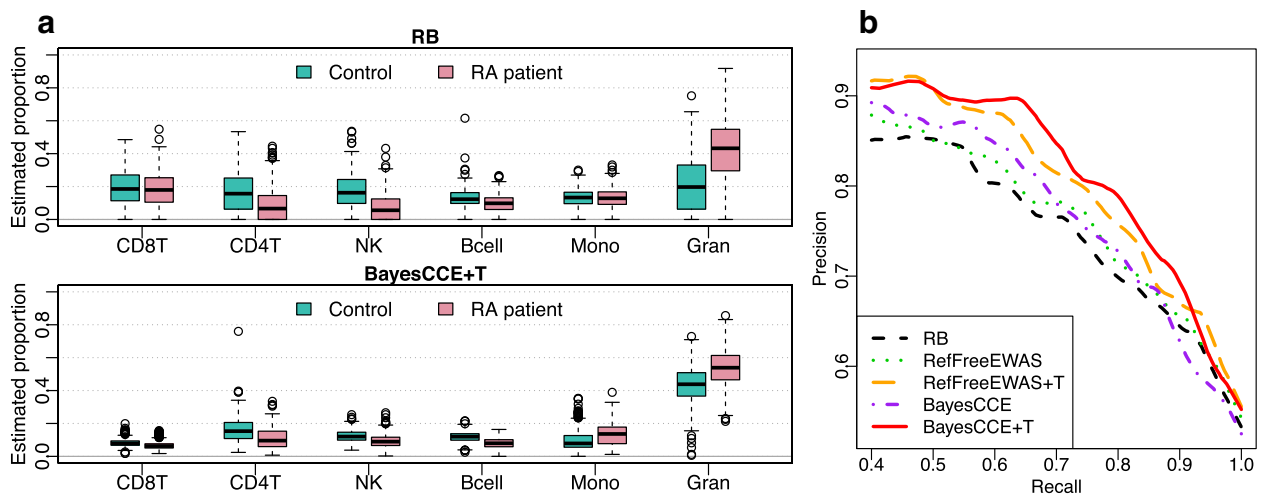 a
RB
Estimated proportion
0.0 0.4 0.8
Control RA patient
CD8T CD4T NK Bcell Mono Gran
BayesCCE+T
Estimated proportion
0.0 0.4 0.8
Control RA patient
CD8T CD4T NK Bcell Mono Gran
b
Precision
0.6 0.7 0.8 0.9
RB
RefFreeEWAS
RefFreeEWAS+T
BayesCCE
BayesCCE+T
0.4 0.5 0.6 0.7 0.8 0.9 1.0
Recall